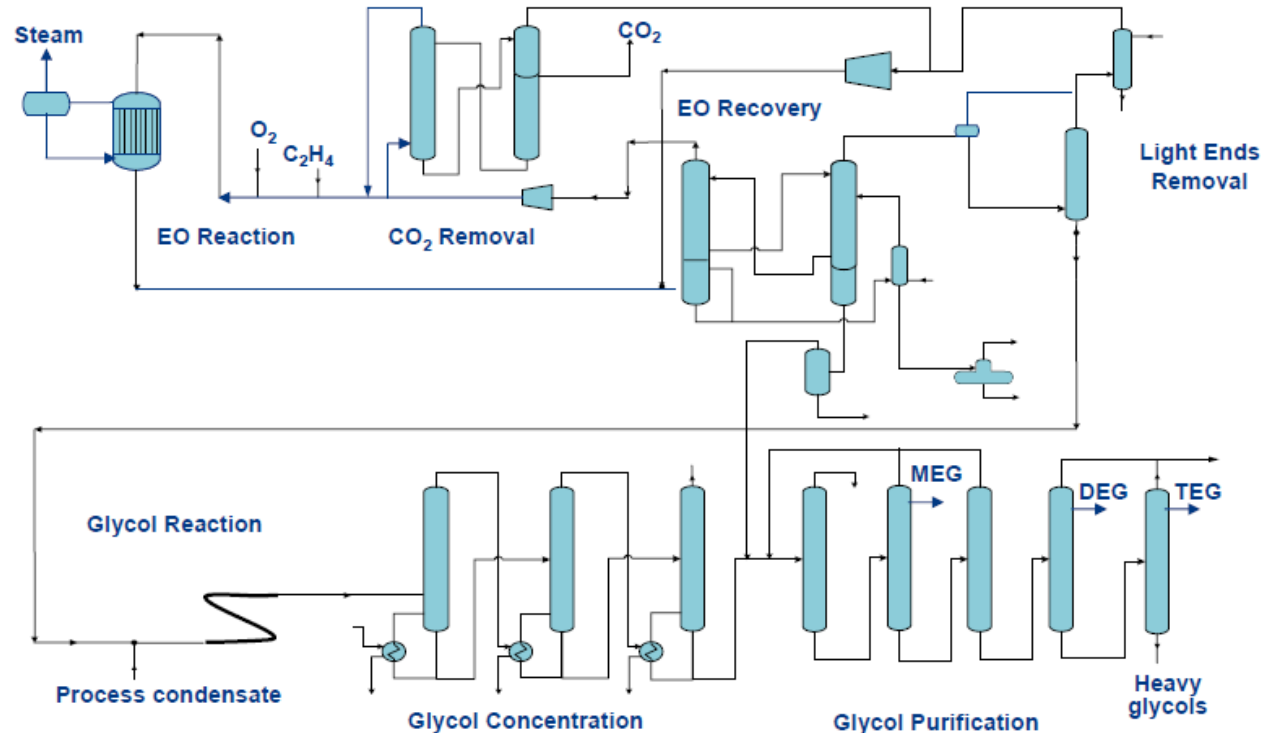 Steam
CO₂
O₂
C₂H₄
EO Recovery
Light Ends
Removal
EO Reaction
CO₂ Removal
Glycol Reaction
MEG
DEG
TEG
Process condensate
Glycol Concentration
Glycol Purification
Heavy
glycols